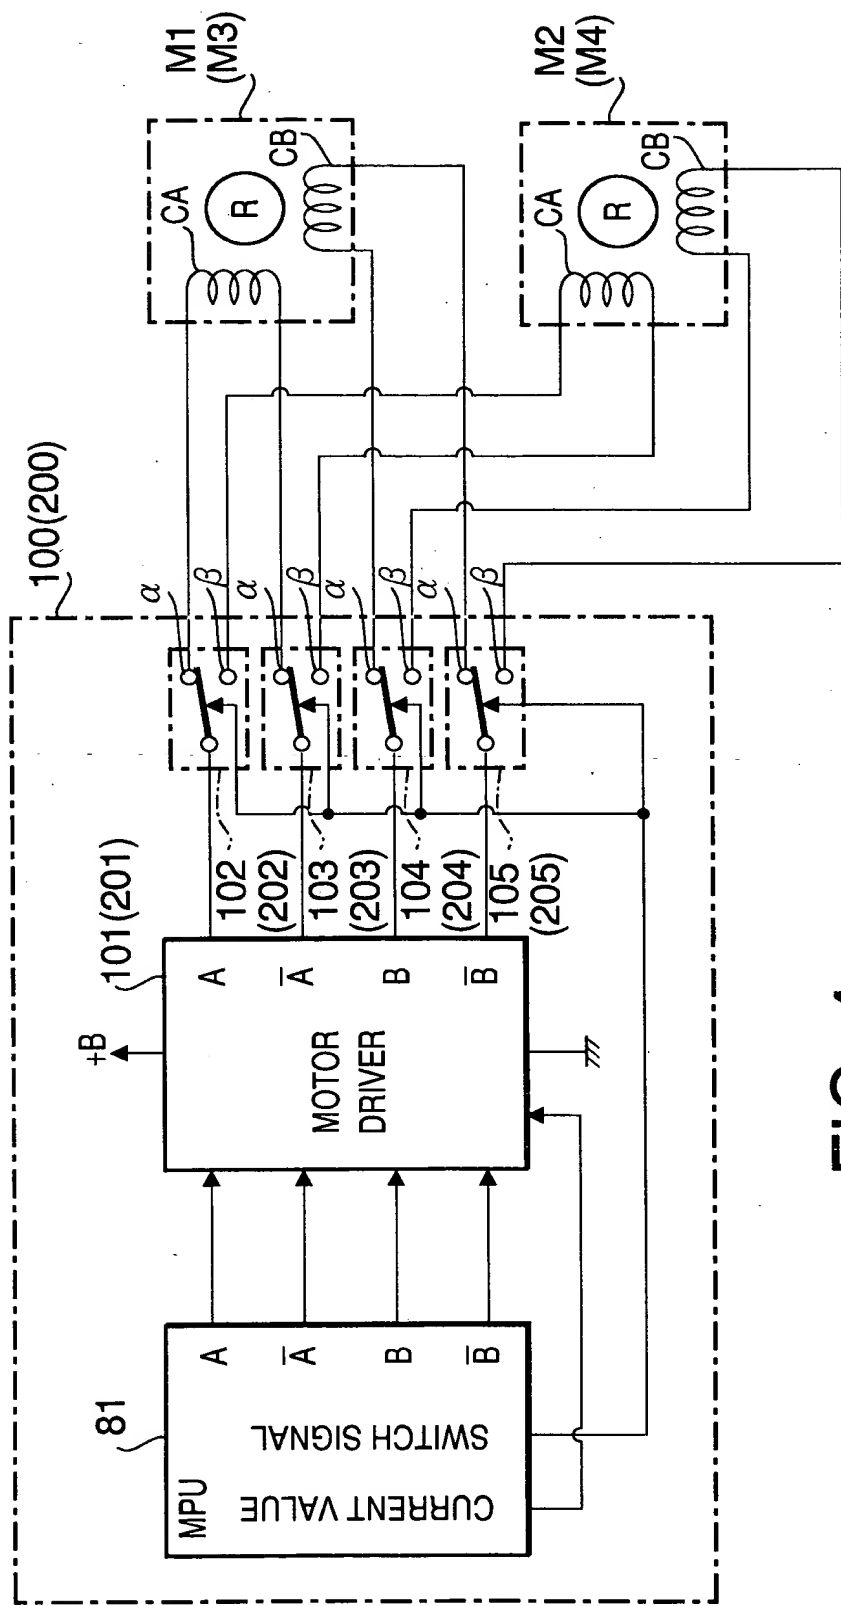 100(200)
81
MPU
CURRENT VALUE
SWITCH SIGNAL
A
A̅
B
B̅
101(201)
+B
MOTOR
DRIVER
A
A̅
B
B̅
102
(202)
103
(203)
104
(204)
105
(205)
α
β
α
β
α
β
α
β
M1
(M3)
CA
R
CB
M2
(M4)
CA
R
CB